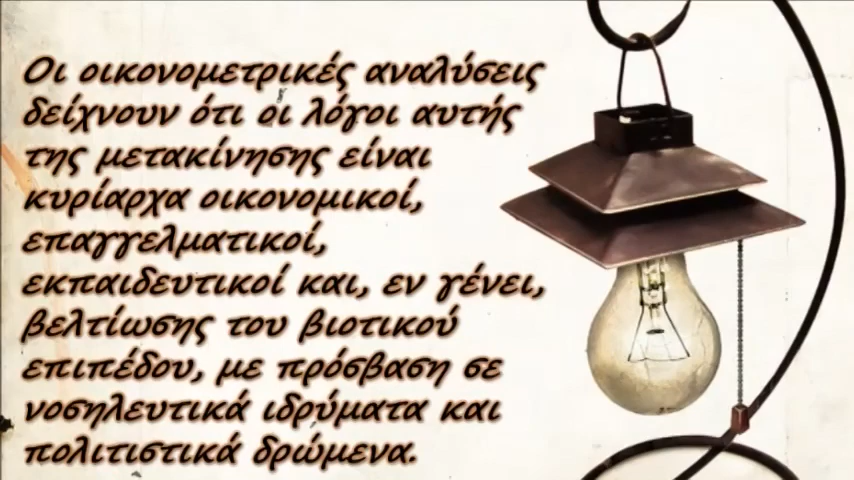 Οι οικονομετρικές αναλύσεις
δείχνουν ότι οι λόγοι αυτής
της μετακίνησης είναι
κυρίαρχα οικονομικοί,
επαγγελματικοί,
εκπαιδευτικοί και, εν γένει,
βελτίωσης του βιοτικού
επιπέδου, με πρόσβαση σε
νοσηλευτικά ιδρύματα και
πολιτιστικά δρώμενα.